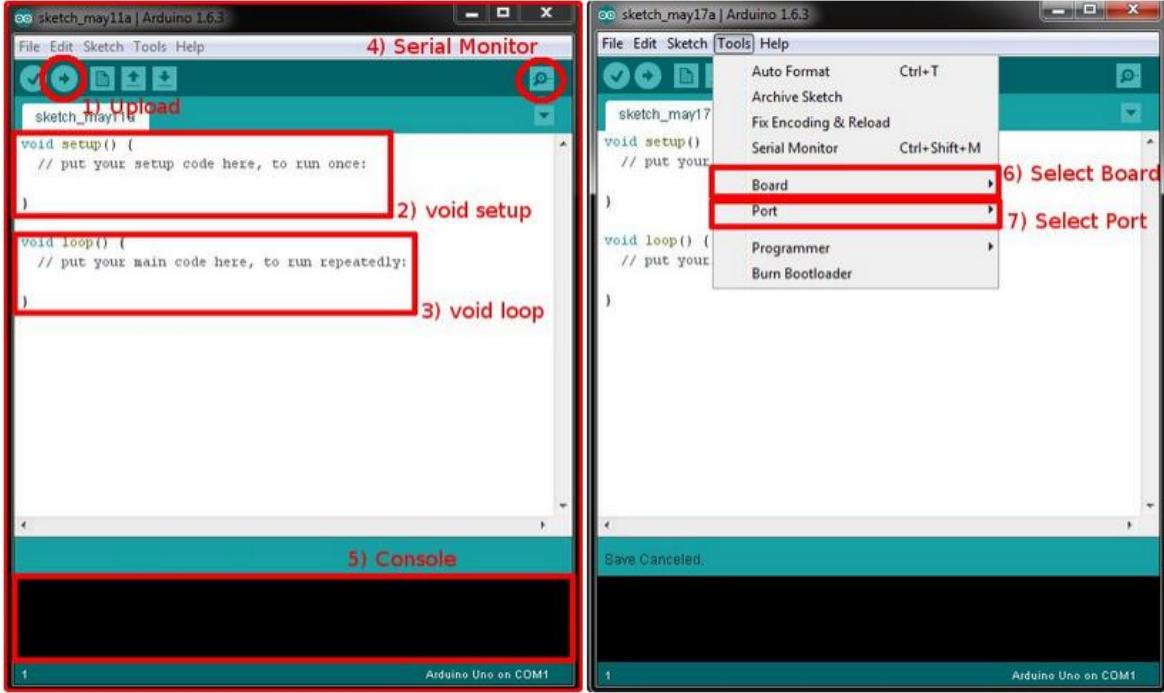 sketch_may11a | Arduino 1.6.3
File Edit Sketch Tools Help
4) Serial Monitor
1) Upload
sketch_may11a
void setup() {
// put your setup code here, to run once:
}
2) void setup
void loop() {
// put your main code here, to run repeatedly:
}
3) void loop
5) Console
1
Arduino Uno on COM1
sketch_may17a | Arduino 1.6.3
File Edit Sketch Tools Help
Auto Format Ctrl+T
Archive Sketch
Fix Encoding & Reload
Serial Monitor Ctrl+Shift+M
Board
6) Select Board
Port
7) Select Port
Programmer
Burn Bootloader
sketch_may17
void setup()
// put your
}
void loop() {
// put your
}
Save Canceled.
1
Arduino Uno on COM1